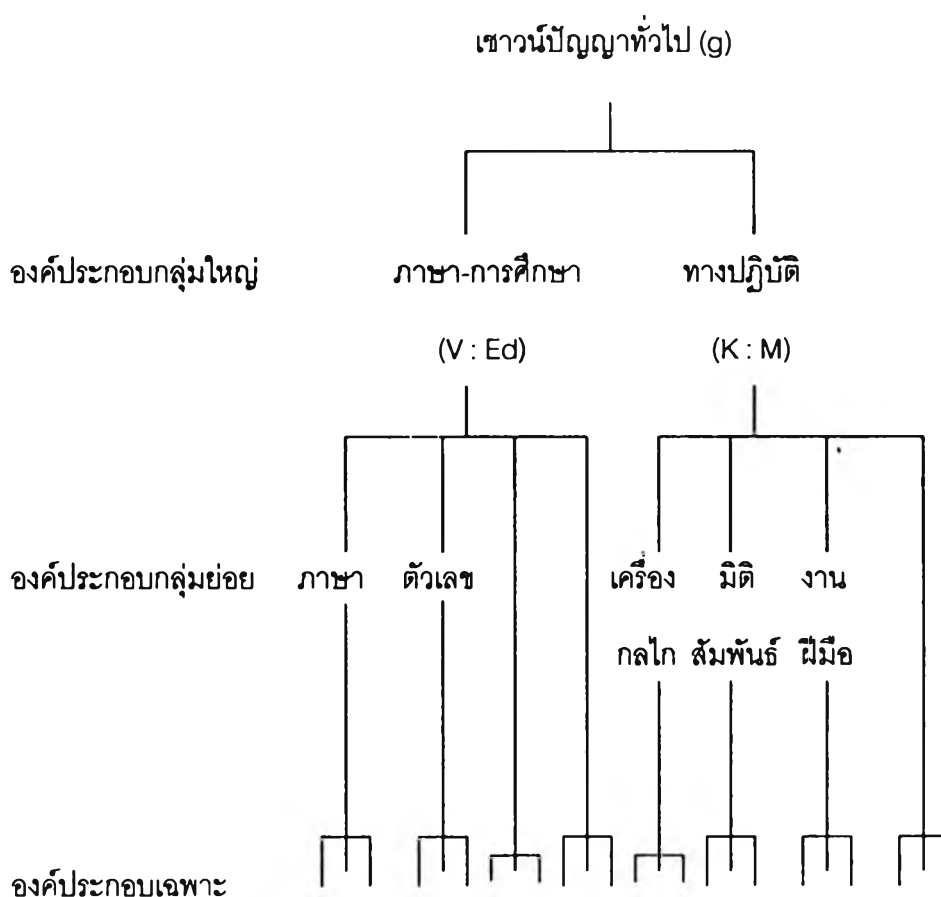 เชาวน์ปัญญาทั่วไป (g)
องค์ประกอบกลุ่มใหญ่ ภาษา-การศึกษา ทางปฏิบัติ
(V : Ed) (K : M)
องค์ประกอบกลุ่มย่อย ภาษา ตัวเลข เครื่อง มิติ งาน
กลไก สัมพันธ์ ฝีมือ
องค์ประกอบเฉพาะ